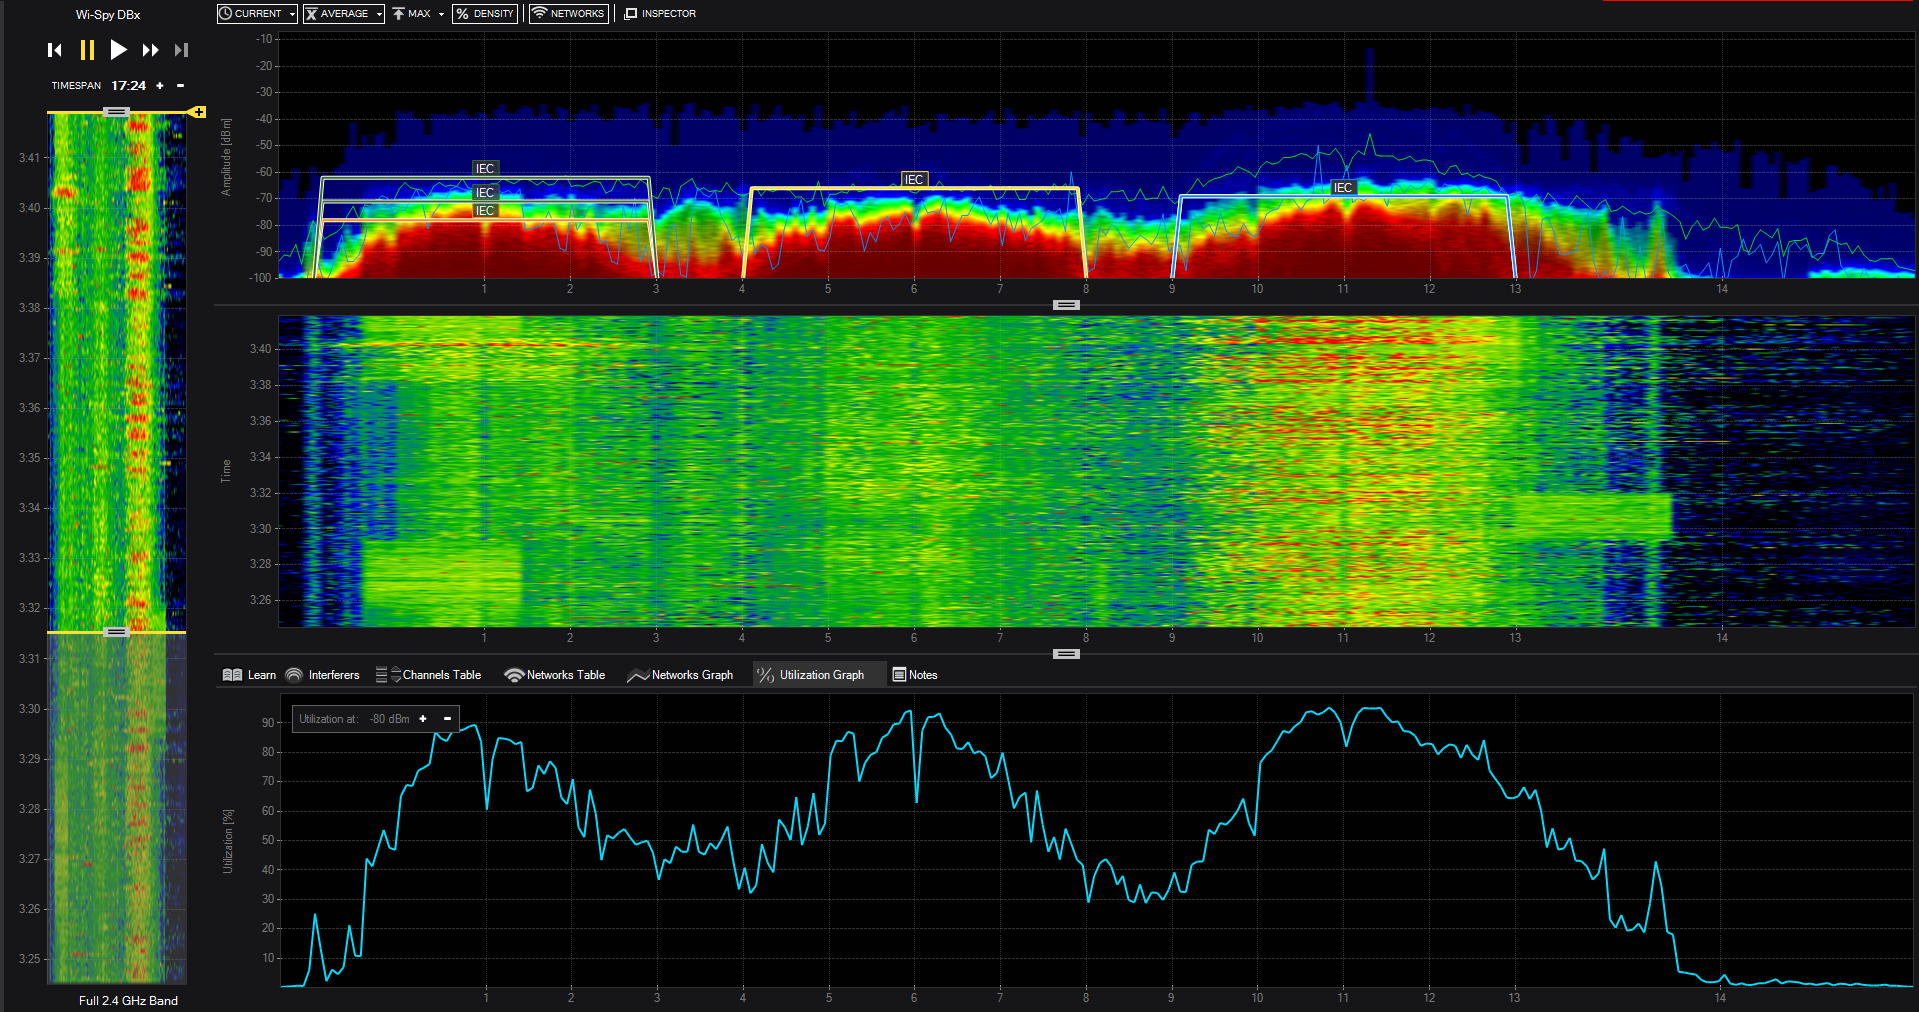 Wi-Spy DBx
CURRENT AVERAGE MAX % DENSITY NETWORKS INSPECTOR
TIMESPAN 17:24 + -
3:41
3:40
3:39
3:38
3:37
3:36
3:35
3:34
3:33
3:32
3:31
3:30
3:29
3:28
3:27
3:26
3:25
Full 2.4 GHz Band
Amplitude [dBm]
-10
-20
-30
-40
-50
-60
-70
-80
-90
-100
IEC
IEC
IEC
IEC
IEC
1 2 3 4 5 6 7 8 9 10 11 12 13 14
Time
3:40
3:38
3:36
3:34
3:32
3:30
3:28
3:26
1 2 3 4 5 6 7 8 9 10 11 12 13 14
Learn Interferers Channels Table Networks Table Networks Graph Utilization Graph Notes
Utilization at: -80 dBm + -
Utilization [%]
90
80
70
60
50
40
30
20
10
1 2 3 4 5 6 7 8 9 10 11 12 13 14